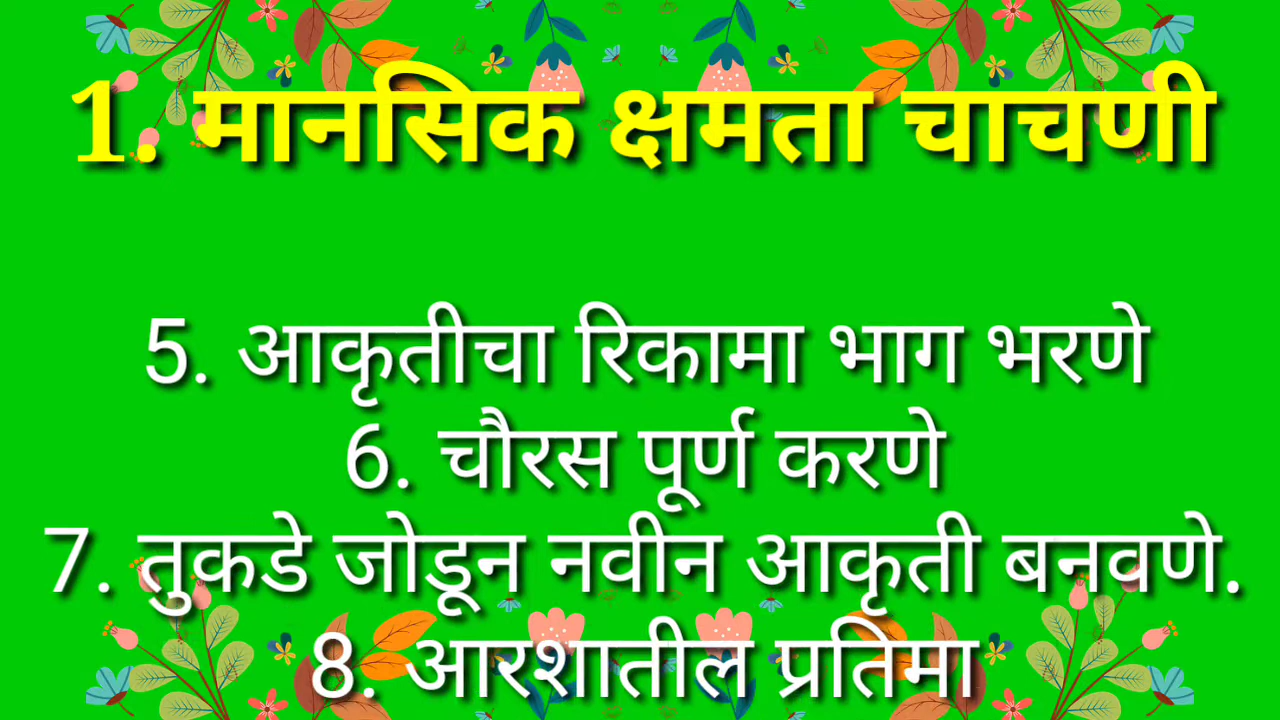 1. मानसिक क्षमता चाचणी
5. आकृतीचा रिकामा भाग भरणे
6. चौरस पूर्ण करणे
7. तुकडे जोडून नवीन आकृती बनवणे.
8. आरशातील प्रतिमा